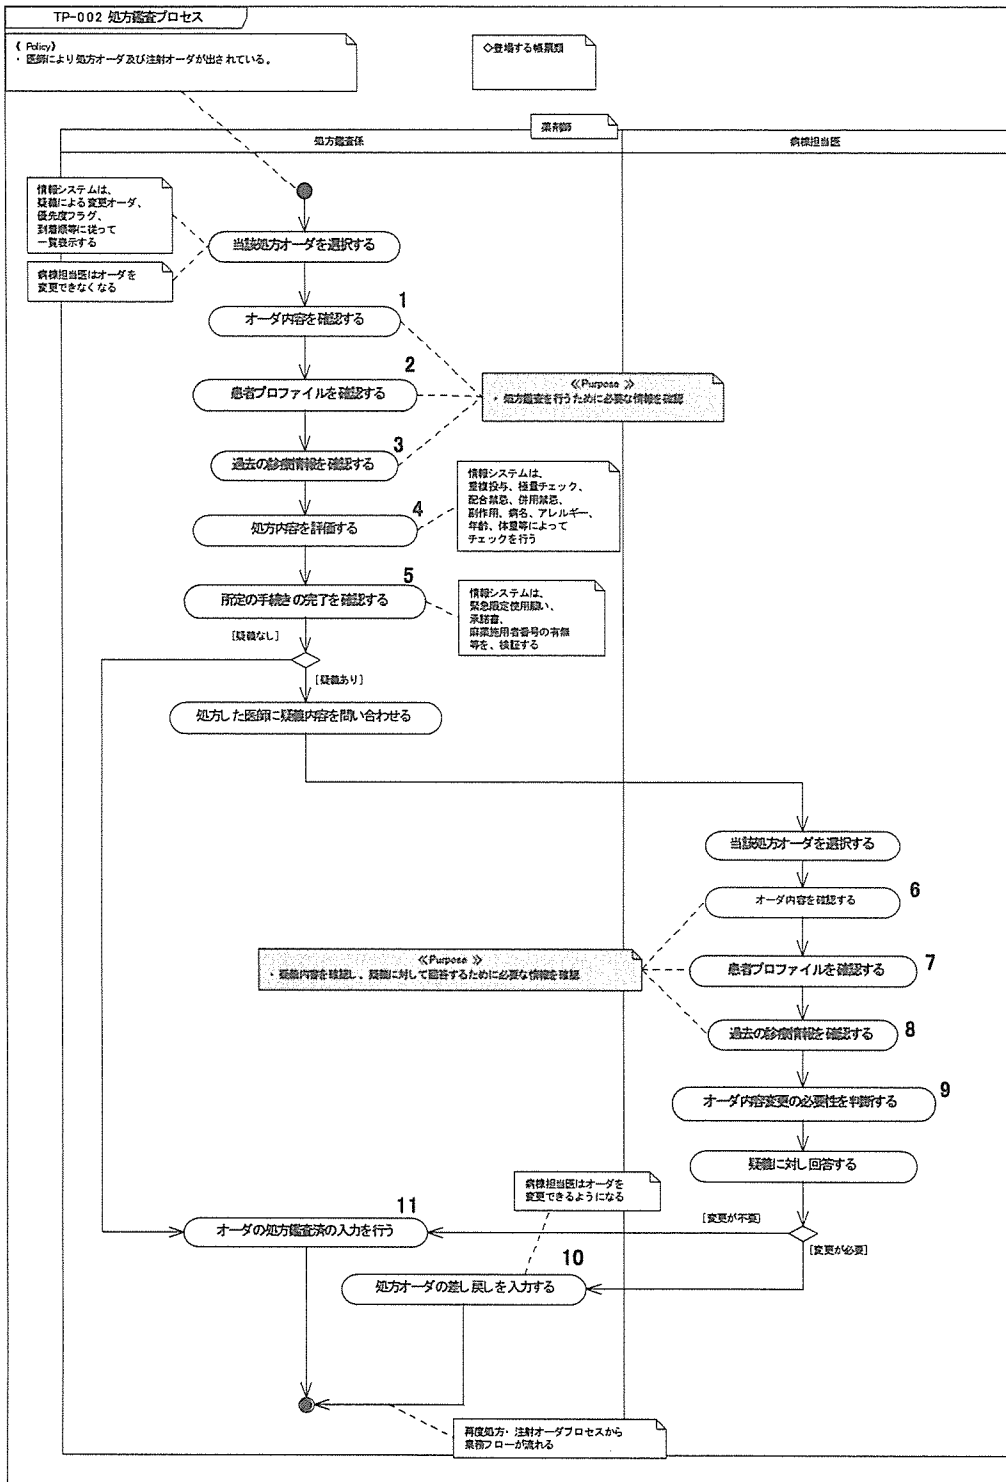 TP-002 処方鑑査プロセス
《 Policy》
・ 医師により処方オーダ及び注射オーダが出されている。
◇登場する帳票類
薬剤師
処方鑑査係
病棟担当医
情報システムは、
疑義による変更オーダ、
優先度フラグ、
到着順等に従って
一覧表示する
当該処方オーダを選択する
病棟担当医はオーダを
変更できなくなる
1
オーダ内容を確認する
2
患者プロファイルを確認する
《Purpose 》
・ 処方鑑査を行うために必要な情報を確認
3
過去の診療情報を確認する
情報システムは、
重複投与、極量チェック、
配合禁忌、併用禁忌、
副作用、病名、アレルギー、
年齢、体重等によって
チェックを行う
4
処方内容を評価する
5
所定の手続きの完了を確認する
情報システムは、
緊急限定使用願い、
承諾書、
麻薬施用者番号の有無
等を、検証する
[疑義なし]
[疑義あり]
処方した医師に疑義内容を問い合わせる
当該処方オーダを選択する
6
オーダ内容を確認する
《Purpose 》
・ 疑義内容を確認し、疑義に対して回答するために必要な情報を確認
7
患者プロファイルを確認する
8
過去の診療情報を確認する
9
オーダ内容変更の必要性を判断する
疑義に対し回答する
病棟担当医はオーダを
変更できるようになる
11
オーダの処方鑑査済の入力を行う
[変更が不要]
[変更が必要]
10
処方オーダの差し戻しを入力する
再度処方・注射オーダプロセスから
業務フローが流れる